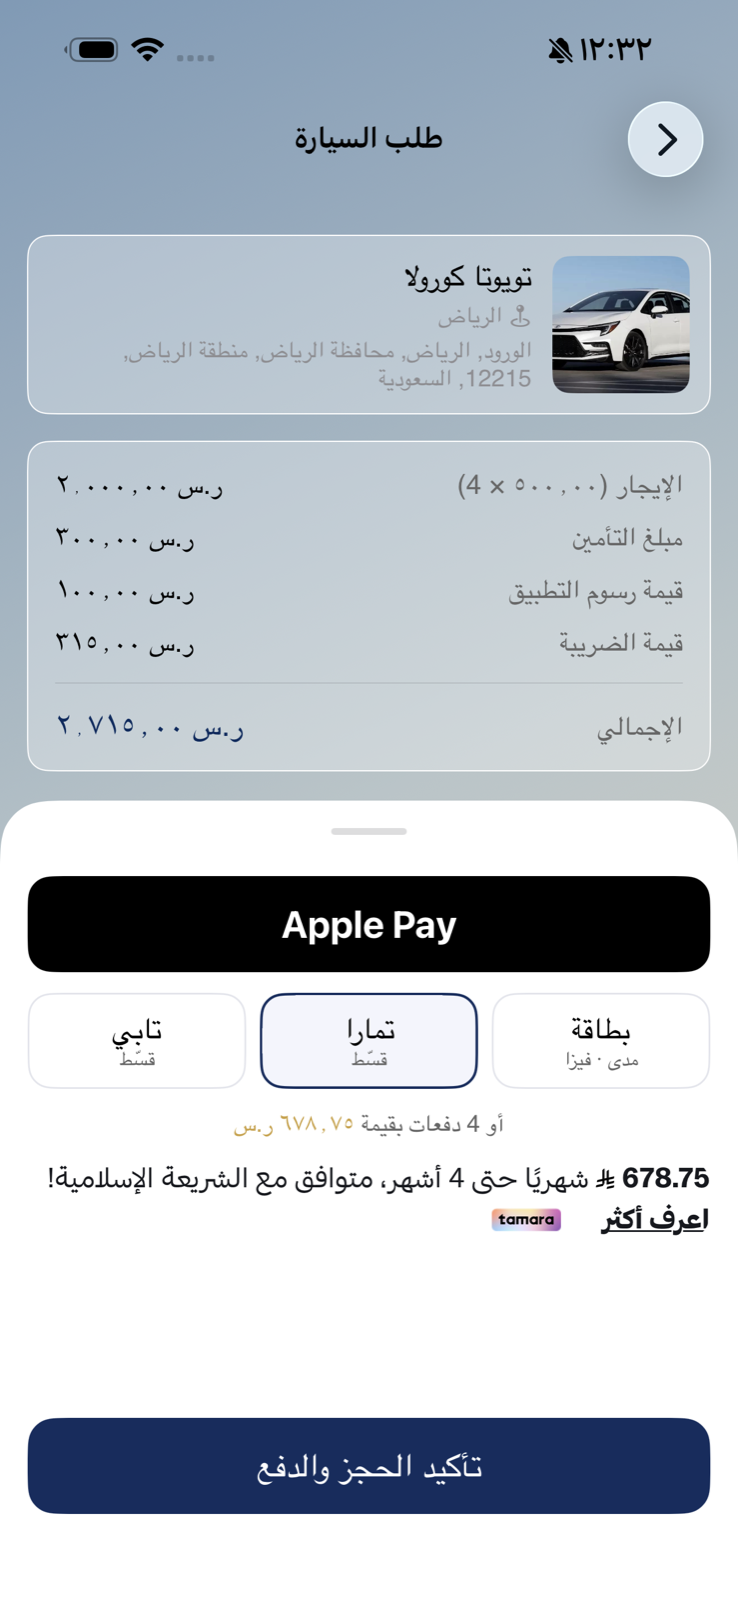 ١٢:٣٢
طلب السيارة
تويوتا كورولا
الرياض
الورود, الرياض, محافظة الرياض, منطقة الرياض,
12215, السعودية
الإيجار (٥٠٠,٠٠ × 4) ٢,٠٠٠,٠٠ ر.س
مبلغ التأمين ٣٠٠,٠٠ ر.س
قيمة رسوم التطبيق ١٠٠,٠٠ ر.س
قيمة الضريبة ٣١٥,٠٠ ر.س
الإجمالي ٢,٧١٥,٠٠ ر.س
Apple Pay
بطاقة تمارا تابي
مدى · فيزا قسّط قسّط
أو 4 دفعات بقيمة ٦٧٨,٧٥ ر.س
678.75 ⃁ شهريًا حتى 4 أشهر، متوافق مع الشريعة الإسلامية!
اعرف أكثر tamara
تأكيد الحجز والدفع